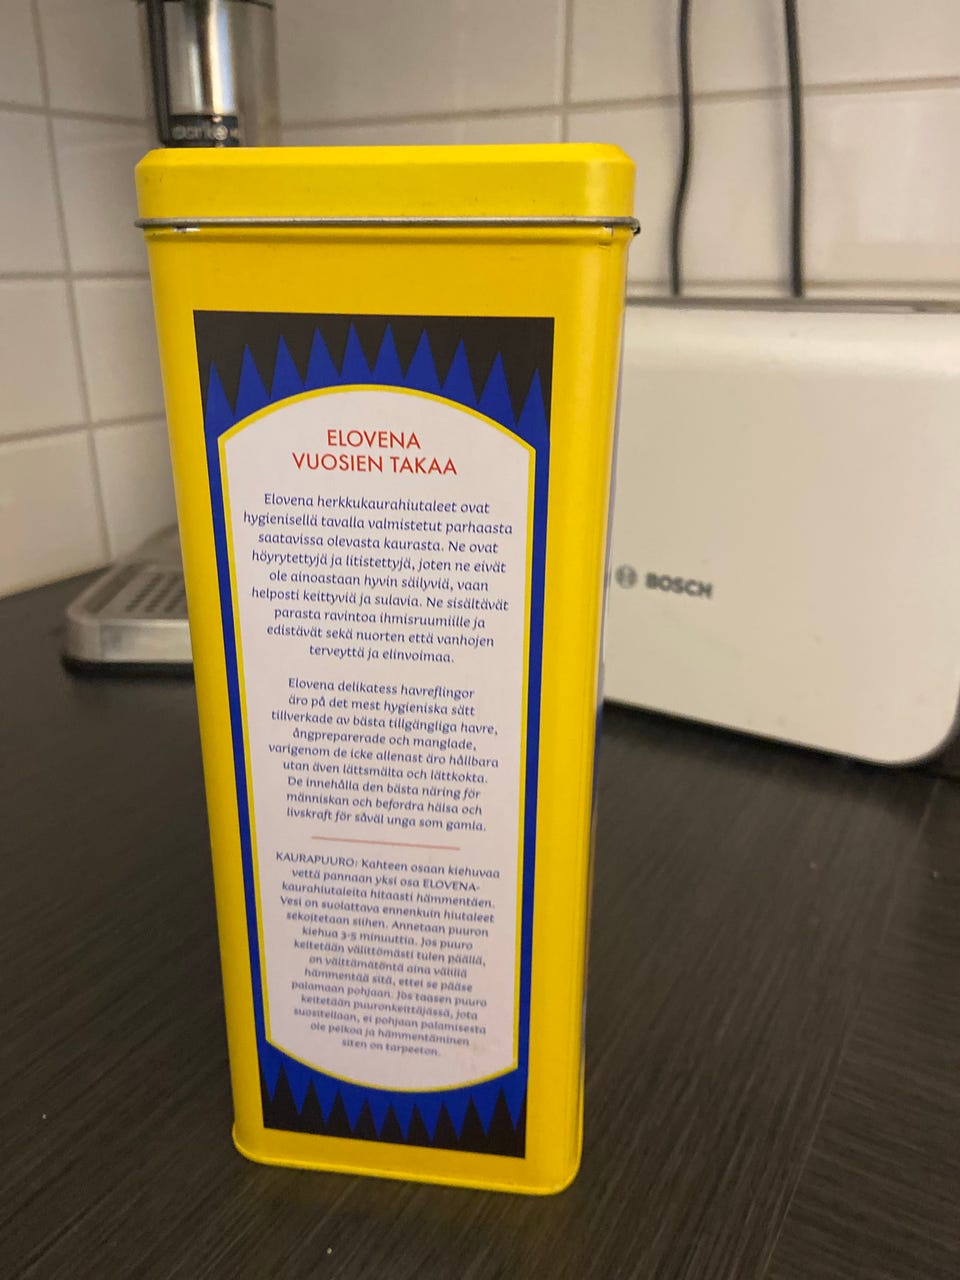 ELOVENA
VUOSIEN TAKAA
Elovena herkkukaurahiutaleet ovat
hygienisellä tavalla valmistetut parhaasta
saatavissa olevasta kaurasta. Ne ovat
höyrytettyjä ja litistettyjä, joten ne eivät
ole ainoastaan hyvin säilyviä, vaan
helposti keittyviä ja sulavia. Ne sisältävät
parasta ravintoa ihmisruumiille ja
edistävät sekä nuorten että vanhojen
terveyttä ja elinvoimaa.
Elovena delikatess havreflingor
äro på det mest hygieniska sätt
tillverkade av bästa tillgängliga havre,
ångpreparerade och manglade,
varigenom de icke allenast äro hållbara
utan även lättsmälta och lättkokta.
De innehålla den bästa näring för
människan och befordra hälsa och
livskraft för såväl unga som gamla.
KAURAPUURO: Kahteen osaan kiehuvaa
vettä pannaan yksi osa ELOVENA-
kaurahiutaleita hitaasti hämmentäen.
Vesi on suolattava ennenkuin hiutaleet
sekoitetaan siihen. Annetaan puuron
kiehua 3-5 minuuttia. Jos puuro
keitetään välittömästi tulen päällä,
on välttämätöntä aina välillä
hämmentää sitä, ettei se pääse
palamaan pohjaan. Jos taasen puuro
keitetään puuronkeittäjässä, jota
suositellaan, ei pohjaan palamisesta
ole pelkoa ja hämmentäminen
siten on tarpeeton.
BOSCH